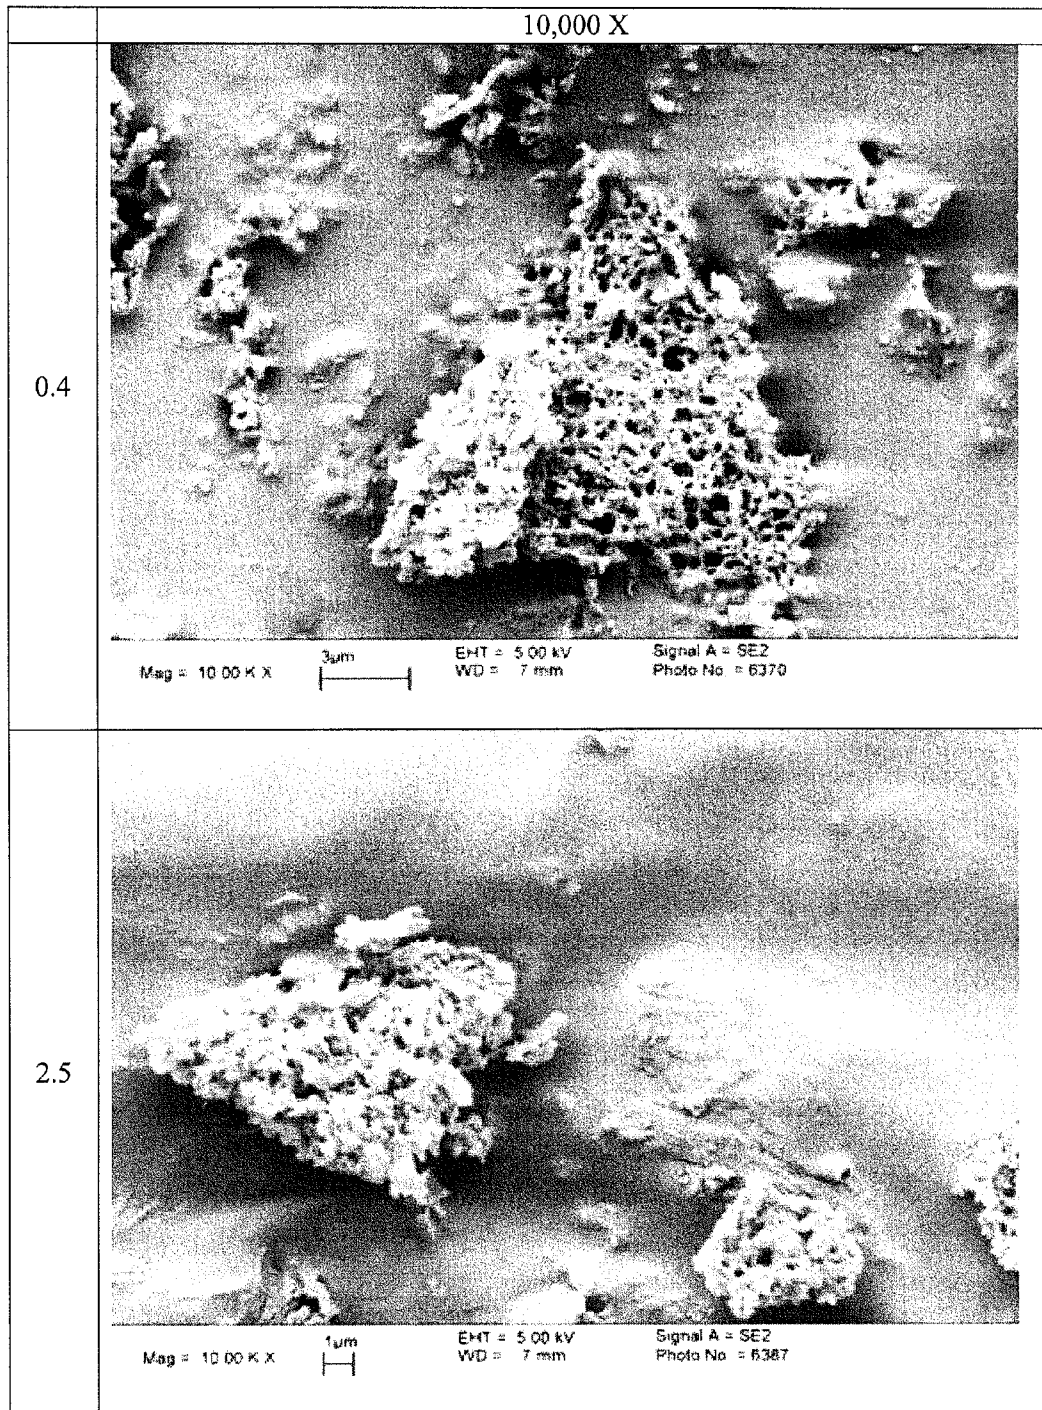 10,000 X
0.4
Mag = 10.00 K X
3μm
EHT = 5.00 kV
WD = 7 mm
Signal A = SE2
Photo No. = 6370
2.5
Mag = 10.00 K X
1μm
EHT = 5.00 kV
WD = 7 mm
Signal A = SE2
Photo No. = 6387